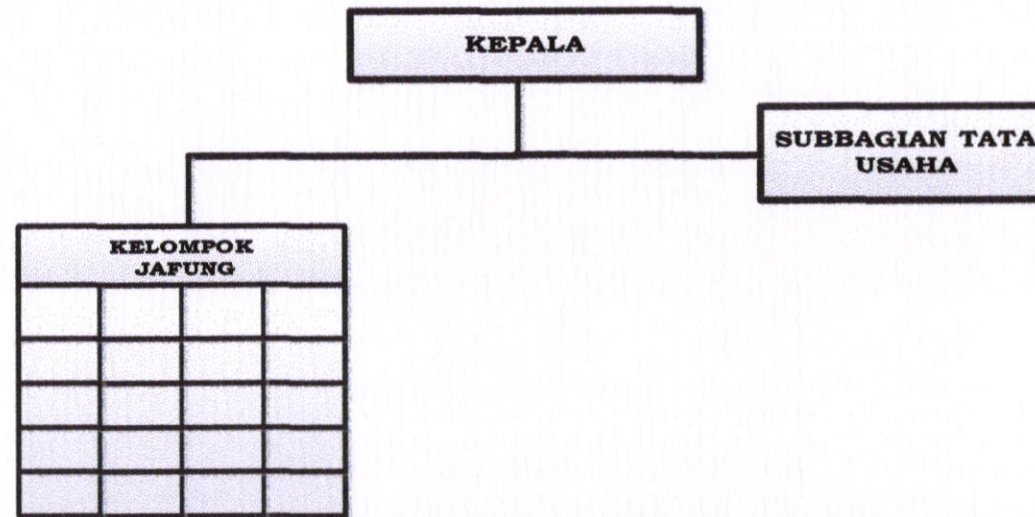 KEPALA
SUBBAGIAN TATA
USAHA
KELOMPOK
JAFUNG